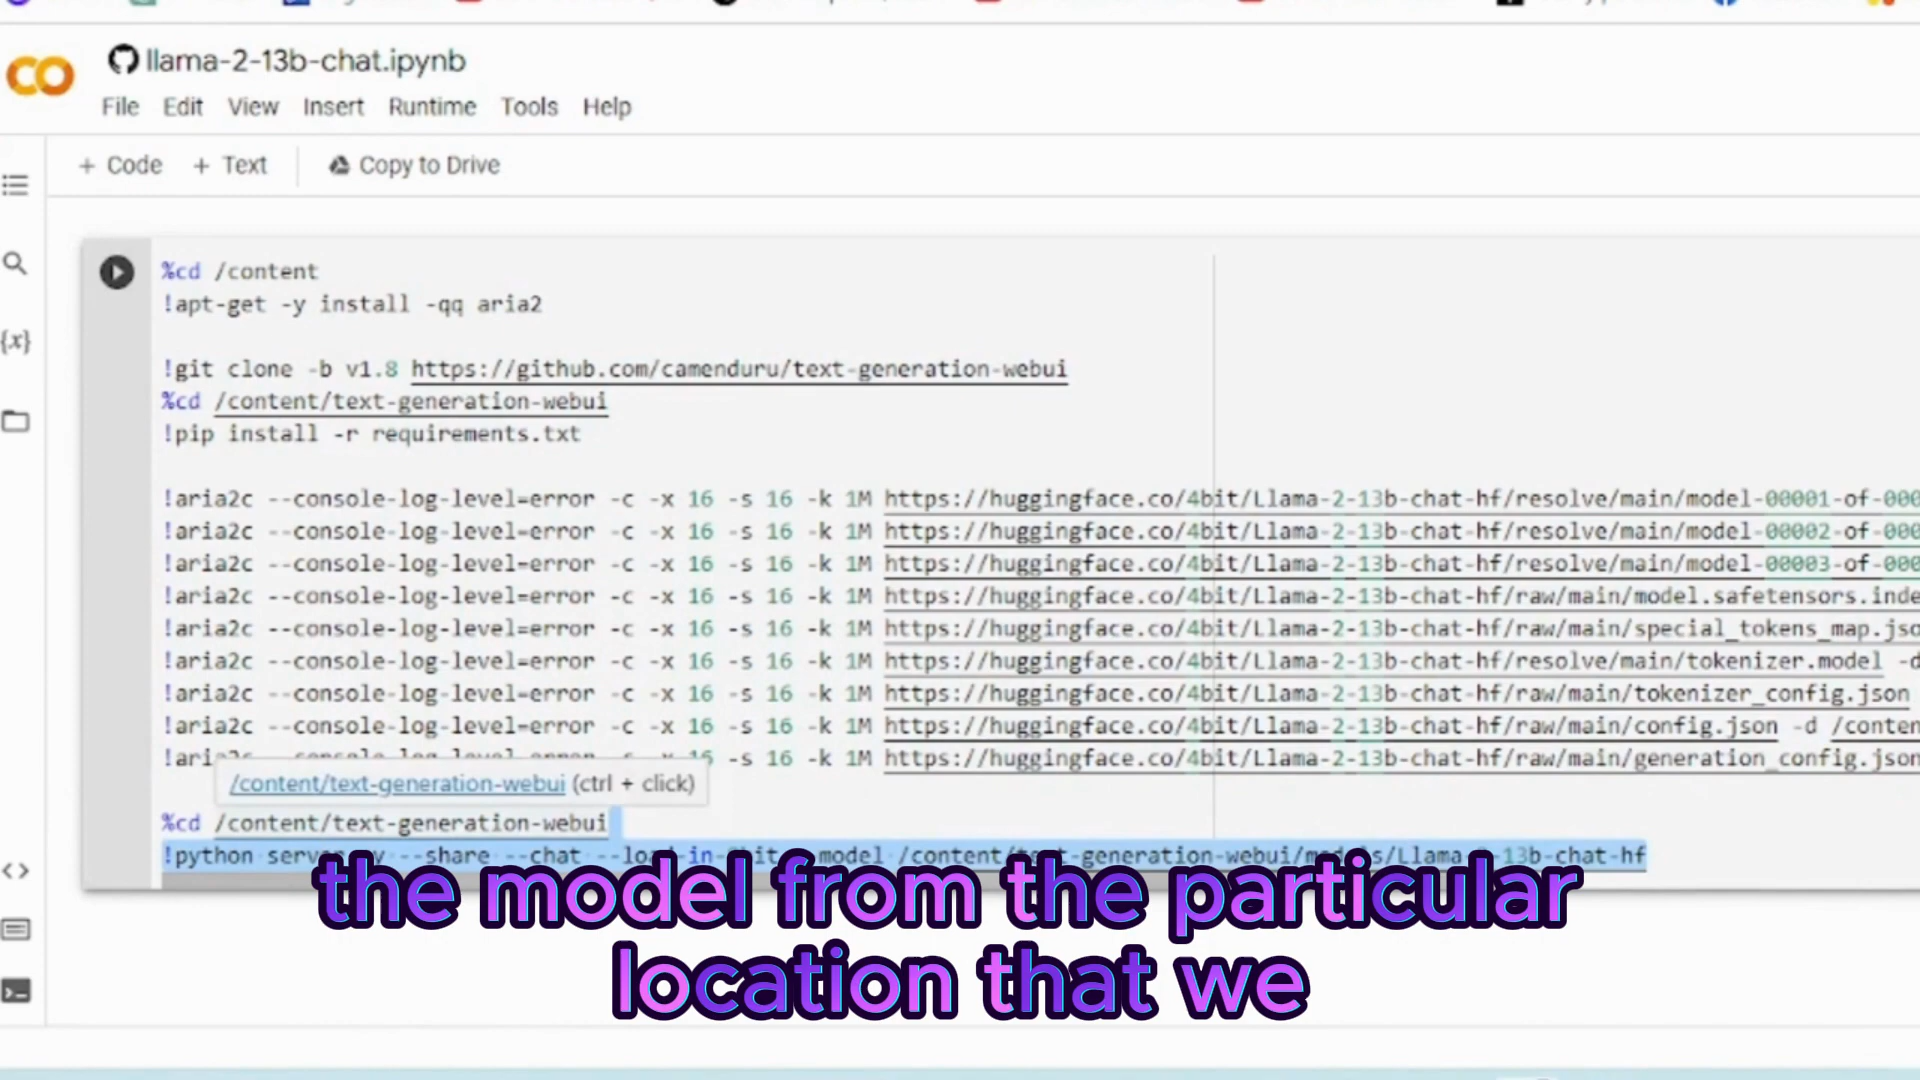 llama-2-13b-chat.ipynb
File Edit View Insert Runtime Tools Help
+ Code + Text Copy to Drive
%cd /content
!apt-get -y install -qq aria2
!git clone -b v1.8 https://github.com/camenduru/text-generation-webui
%cd /content/text-generation-webui
!pip install -r requirements.txt
!aria2c --console-log-level=error -c -x 16 -s 16 -k 1M https://huggingface.co/4bit/Llama-2-13b-chat-hf/resolve/main/model-00001-of-000
!aria2c --console-log-level=error -c -x 16 -s 16 -k 1M https://huggingface.co/4bit/Llama-2-13b-chat-hf/resolve/main/model-00002-of-000
!aria2c --console-log-level=error -c -x 16 -s 16 -k 1M https://huggingface.co/4bit/Llama-2-13b-chat-hf/resolve/main/model-00003-of-000
!aria2c --console-log-level=error -c -x 16 -s 16 -k 1M https://huggingface.co/4bit/Llama-2-13b-chat-hf/raw/main/model.safetensors.inde
!aria2c --console-log-level=error -c -x 16 -s 16 -k 1M https://huggingface.co/4bit/Llama-2-13b-chat-hf/raw/main/special_tokens_map.jso
!aria2c --console-log-level=error -c -x 16 -s 16 -k 1M https://huggingface.co/4bit/Llama-2-13b-chat-hf/resolve/main/tokenizer.model -d
!aria2c --console-log-level=error -c -x 16 -s 16 -k 1M https://huggingface.co/4bit/Llama-2-13b-chat-hf/raw/main/tokenizer_config.json
!aria2c --console-log-level=error -c -x 16 -s 16 -k 1M https://huggingface.co/4bit/Llama-2-13b-chat-hf/raw/main/config.json -d /conten
!aria2c --console-log-level=error -c -x 16 -s 16 -k 1M https://huggingface.co/4bit/Llama-2-13b-chat-hf/raw/main/generation_config.json
/content/text-generation-webui (ctrl + click)
%cd /content/text-generation-webui
!python --share --chat model /content/text-generation-webui/models/Llama-2-13b-chat-hf
the model from the particular
location that we